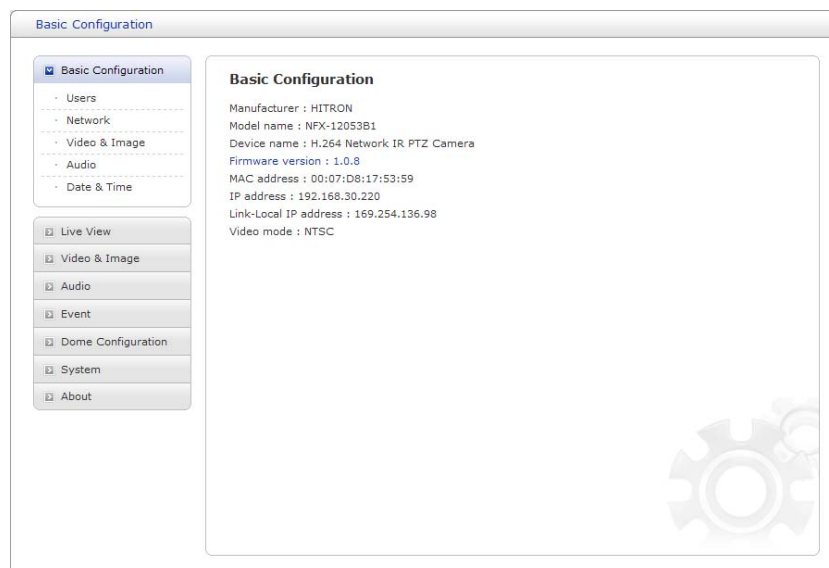 Basic Configuration
Basic Configuration
· Users
· Network
· Video & Image
· Audio
· Date & Time
Live View
Video & Image
Audio
Event
Dome Configuration
System
About
Basic Configuration
Manufacturer : HITRON
Model name : NFX-12053B1
Device name : H.264 Network IR PTZ Camera
Firmware version : 1.0.8
MAC address : 00:07:D8:17:53:59
IP address : 192.168.30.220
Link-Local IP address : 169.254.136.98
Video mode : NTSC